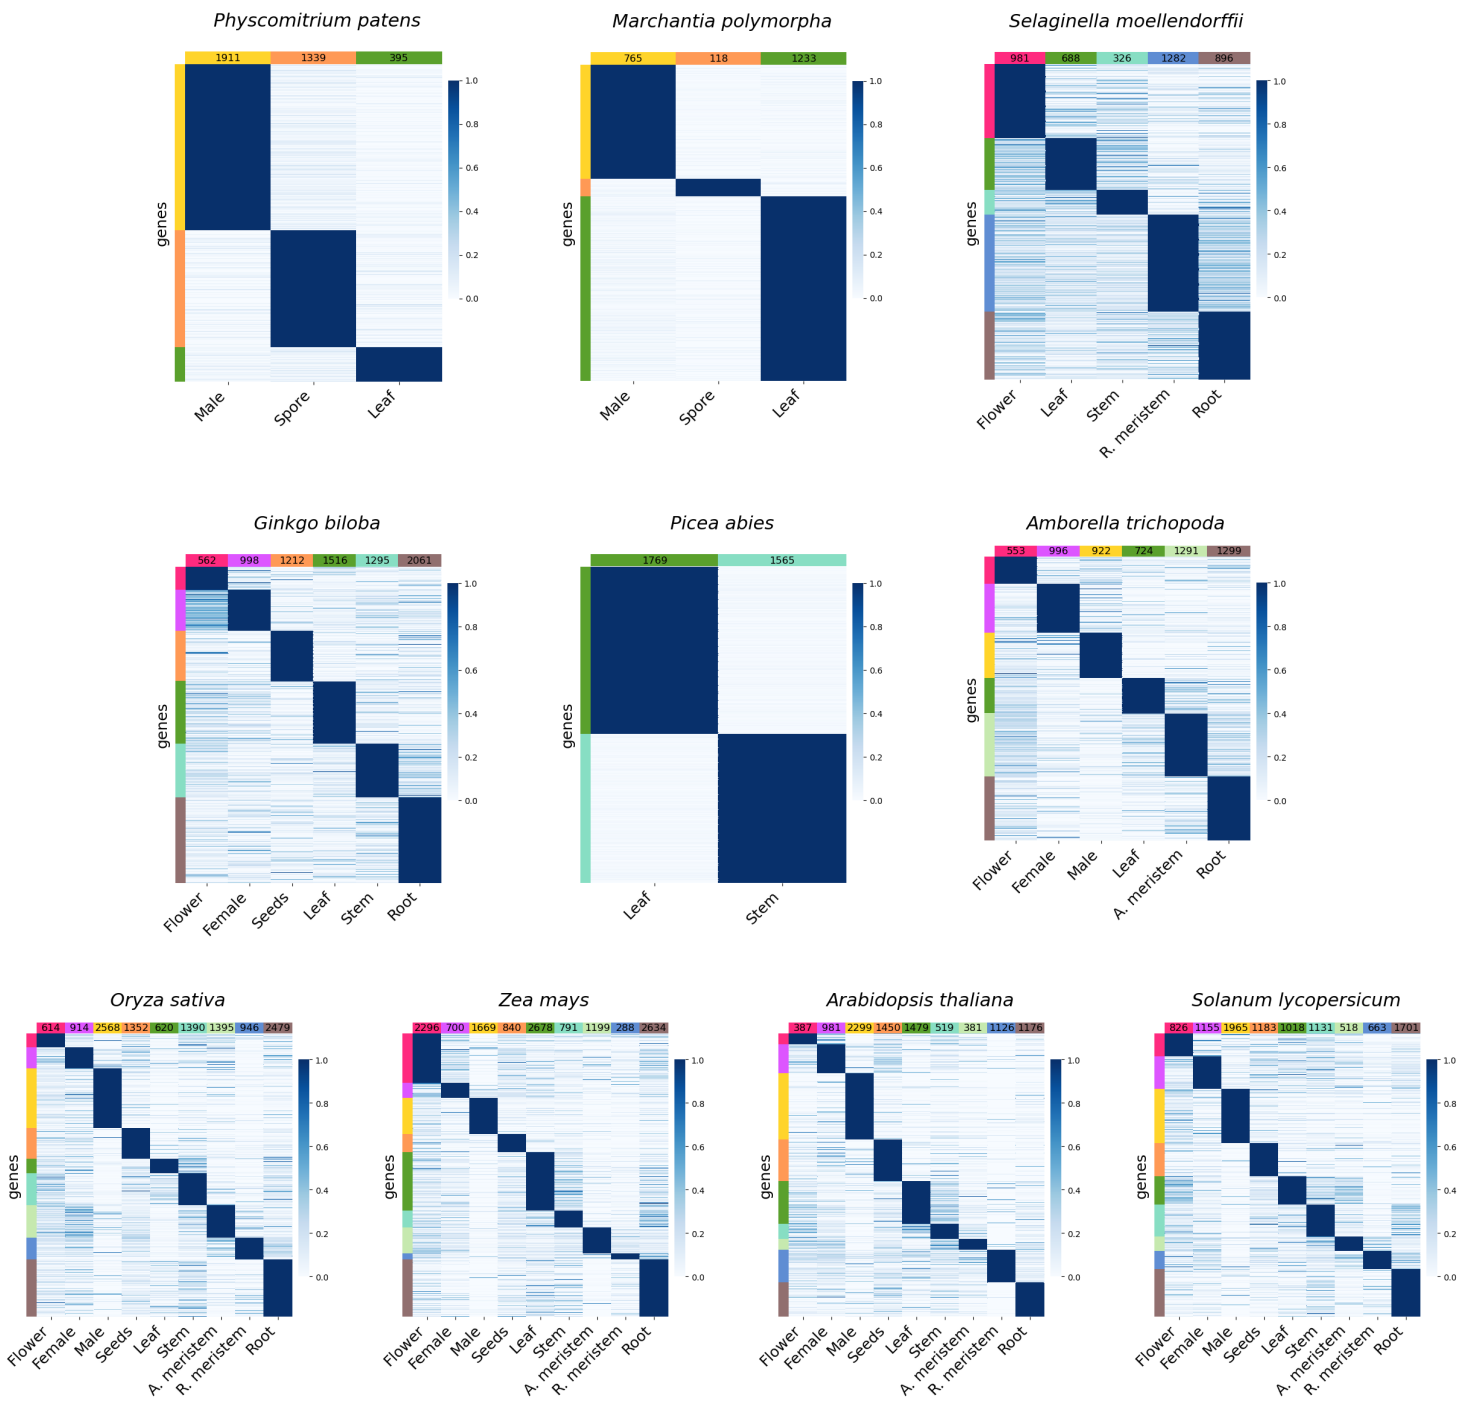 Physcomitrium patens
1911 1339 395
genes
1.0
0.8
0.6
0.4
0.2
0.0
Male Spore Leaf
Marchantia polymorpha
765 118 1233
genes
1.0
0.8
0.6
0.4
0.2
0.0
Male Spore Leaf
Selaginella moellendorffii
981 688 326 1282 896
genes
1.0
0.8
0.6
0.4
0.2
0.0
Flower Leaf Stem R. meristem Root
Ginkgo biloba
562 998 1212 1516 1295 2061
genes
1.0
0.8
0.6
0.4
0.2
0.0
Flower Female Seeds Leaf Stem Root
Picea abies
1769 1565
genes
1.0
0.8
0.6
0.4
0.2
0.0
Leaf Stem
Amborella trichopoda
553 996 922 724 1291 1299
genes
1.0
0.8
0.6
0.4
0.2
0.0
Flower Female Male Leaf A. meristem Root
Oryza sativa
614 914 2568 1352 620 1390 1395 946 2479
genes
1.0
0.8
0.6
0.4
0.2
0.0
Flower Female Male Seeds Leaf Stem A. meristem R. meristem Root
Zea mays
2296 700 1669 840 2678 791 1199 288 2634
genes
1.0
0.8
0.6
0.4
0.2
0.0
Flower Female Male Seeds Leaf Stem A. meristem R. meristem Root
Arabidopsis thaliana
387 981 2299 1450 1479 519 381 1126 1176
genes
1.0
0.8
0.6
0.4
0.2
0.0
Flower Female Male Seeds Leaf Stem A. meristem R. meristem Root
Solanum lycopersicum
826 1155 1965 1183 1018 1131 518 663 1701
genes
1.0
0.8
0.6
0.4
0.2
0.0
Flower Female Male Seeds Leaf Stem A. meristem R. meristem Root